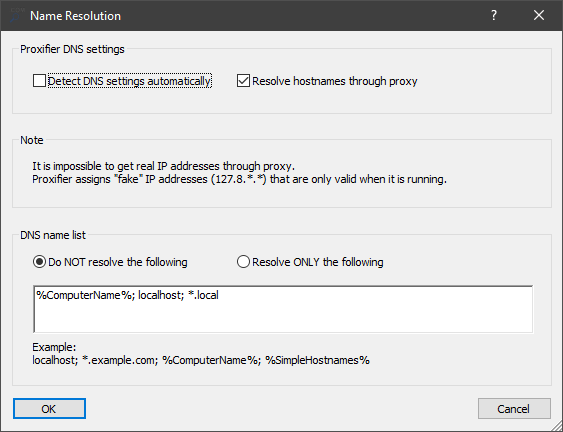 Name Resolution
Proxifier DNS settings
Detect DNS settings automatically
Resolve hostnames through proxy
Note
It is impossible to get real IP addresses through proxy.
Proxifier assigns "fake" IP addresses (127.8.*.*) that are only valid when it is running.
DNS name list
Do NOT resolve the following
Resolve ONLY the following
%ComputerName%; localhost; *.local
Example:
localhost; *.example.com; %ComputerName%; %SimpleHostnames%
OK
Cancel